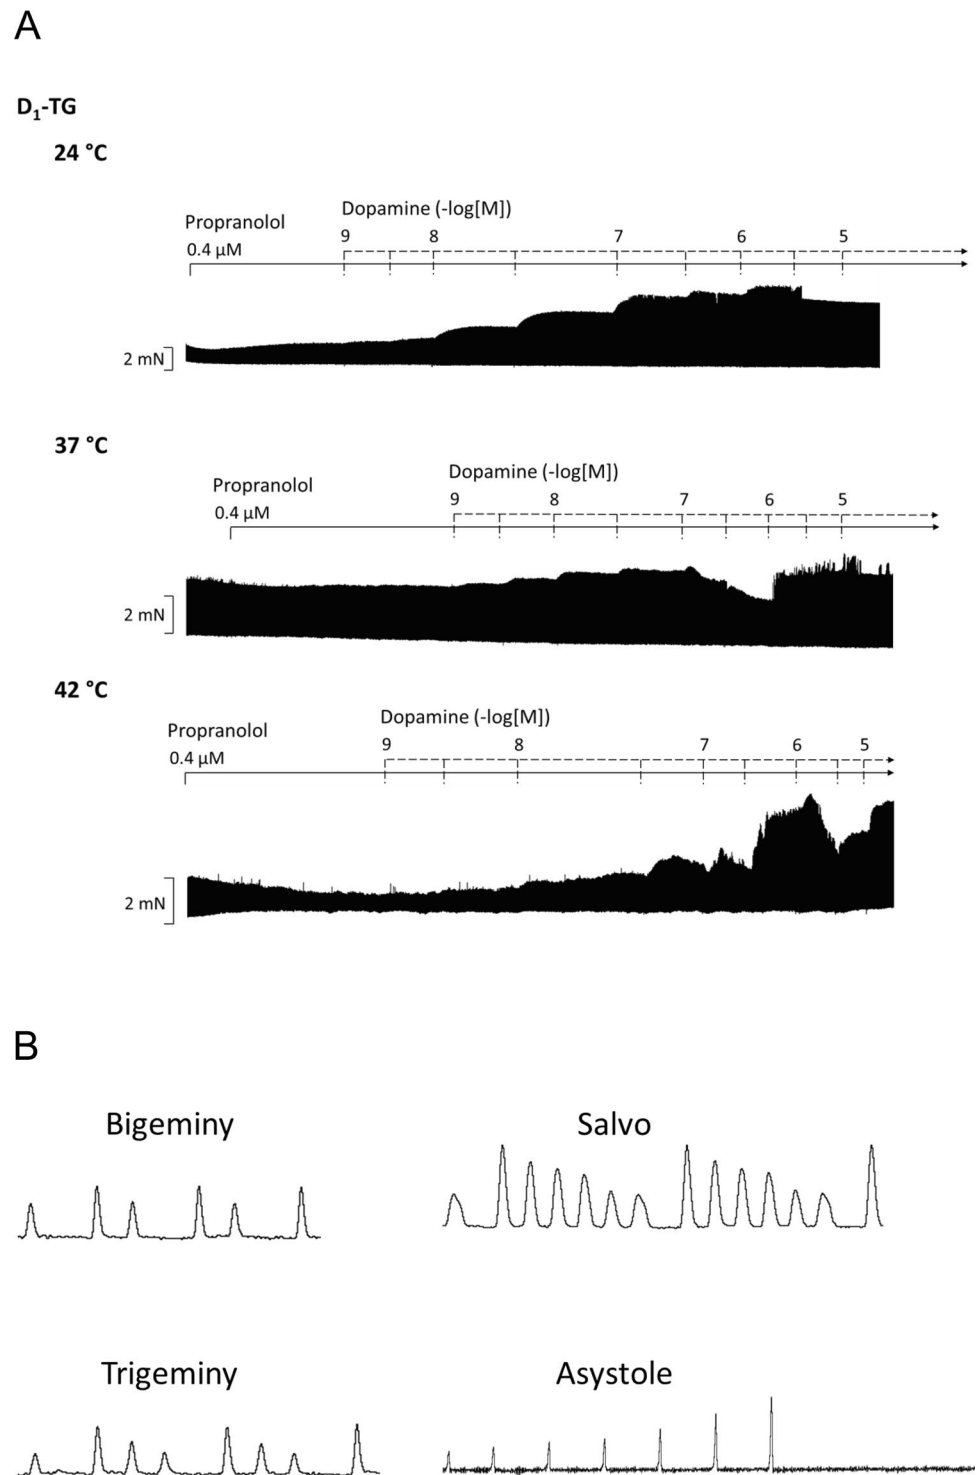 A
D₁-TG
24 °C
Dopamine (-log[M])
Propranolol
9 8 7 6 5
0.4 µM
2 mN
37 °C
Dopamine (-log[M])
Propranolol
9 8 7 6 5
0.4 µM
2 mN
42 °C
Dopamine (-log[M])
Propranolol
9 8 7 6 5
0.4 µM
2 mN
B
Bigeminy Salvo
Trigeminy Asystole